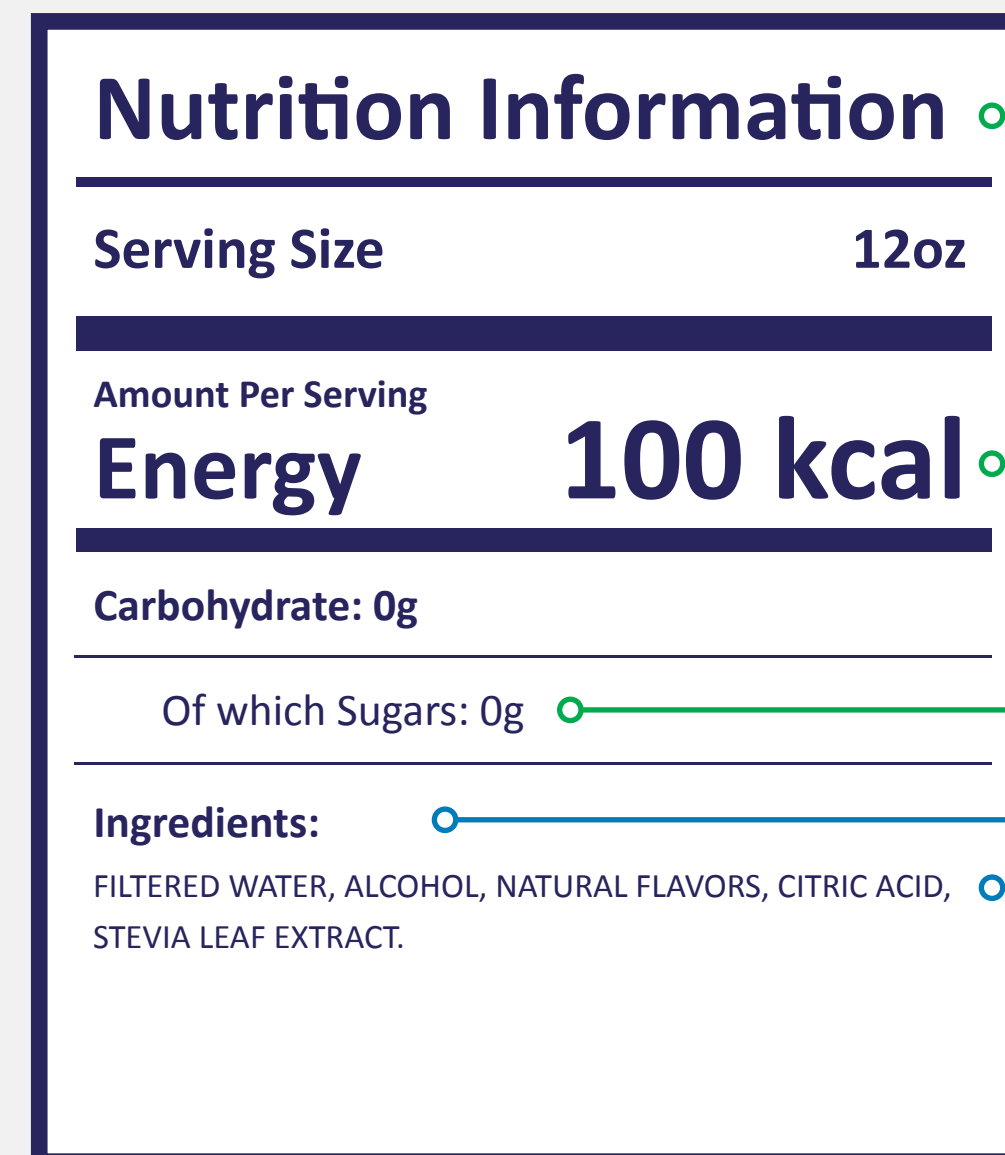 Nutrition Information
Serving Size 12oz
Amount Per Serving
Energy 100 kcal
Carbohydrate: 0g
Of which Sugars: 0g
Ingredients:
FILTERED WATER, ALCOHOL, NATURAL FLAVORS, CITRIC ACID,
STEVIA LEAF EXTRACT.